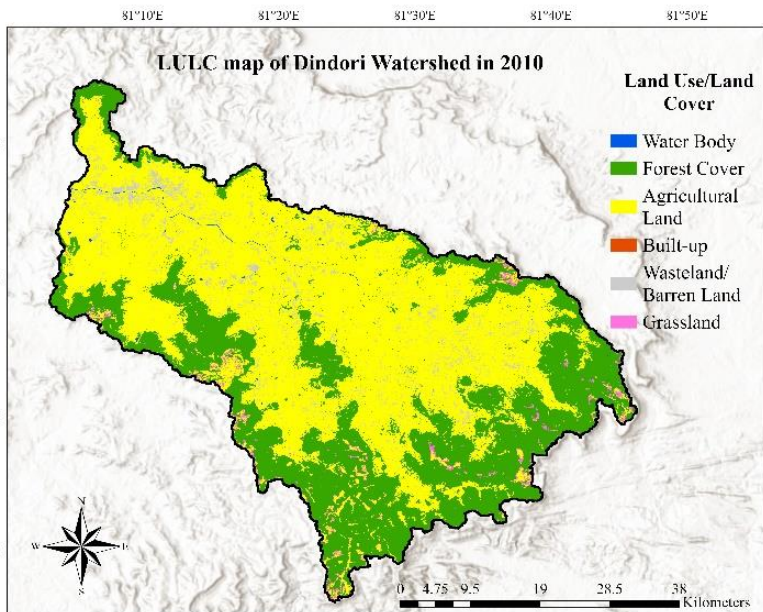 81°10'E 81°20'E 81°30'E 81°40'E 81°50'E
LULC map of Dindori Watershed in 2010
Land Use/Land
Cover
Water Body
Forest Cover
Agricultural
Land
Built-up
Wasteland/
Barren Land
Grassland
N
W E
S
0 4.75 9.5 19 28.5 38
Kilometers